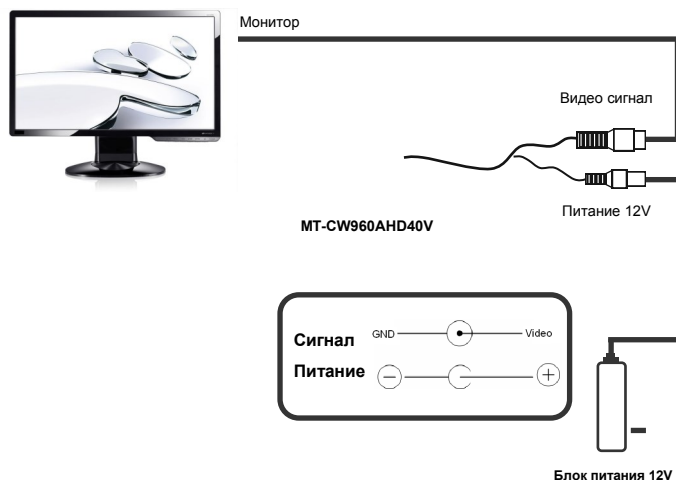 Монитор
Видео сигнал
Питание 12V
MT-CW960AHD40V
Сигнал GND Video
Питание − +
Блок питания 12V